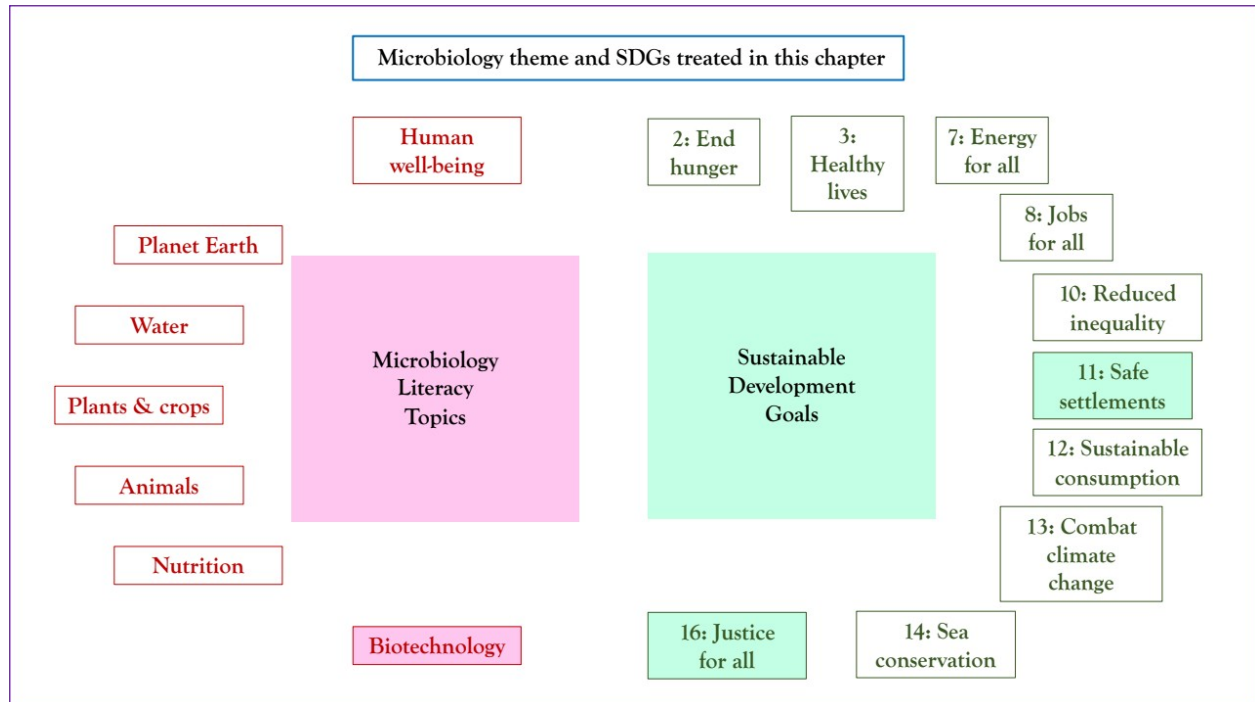 Microbiology theme and SDGs treated in this chapter
Human
well-being
Planet Earth
Water
Plants & crops
Animals
Nutrition
Biotechnology
Microbiology
Literacy
Topics
Sustainable
Development
Goals
2: End
hunger
3:
Healthy
lives
7: Energy
for all
8: Jobs
for all
10: Reduced
inequality
11: Safe
settlements
12: Sustainable
consumption
13: Combat
climate
change
14: Sea
conservation
16: Justice
for all